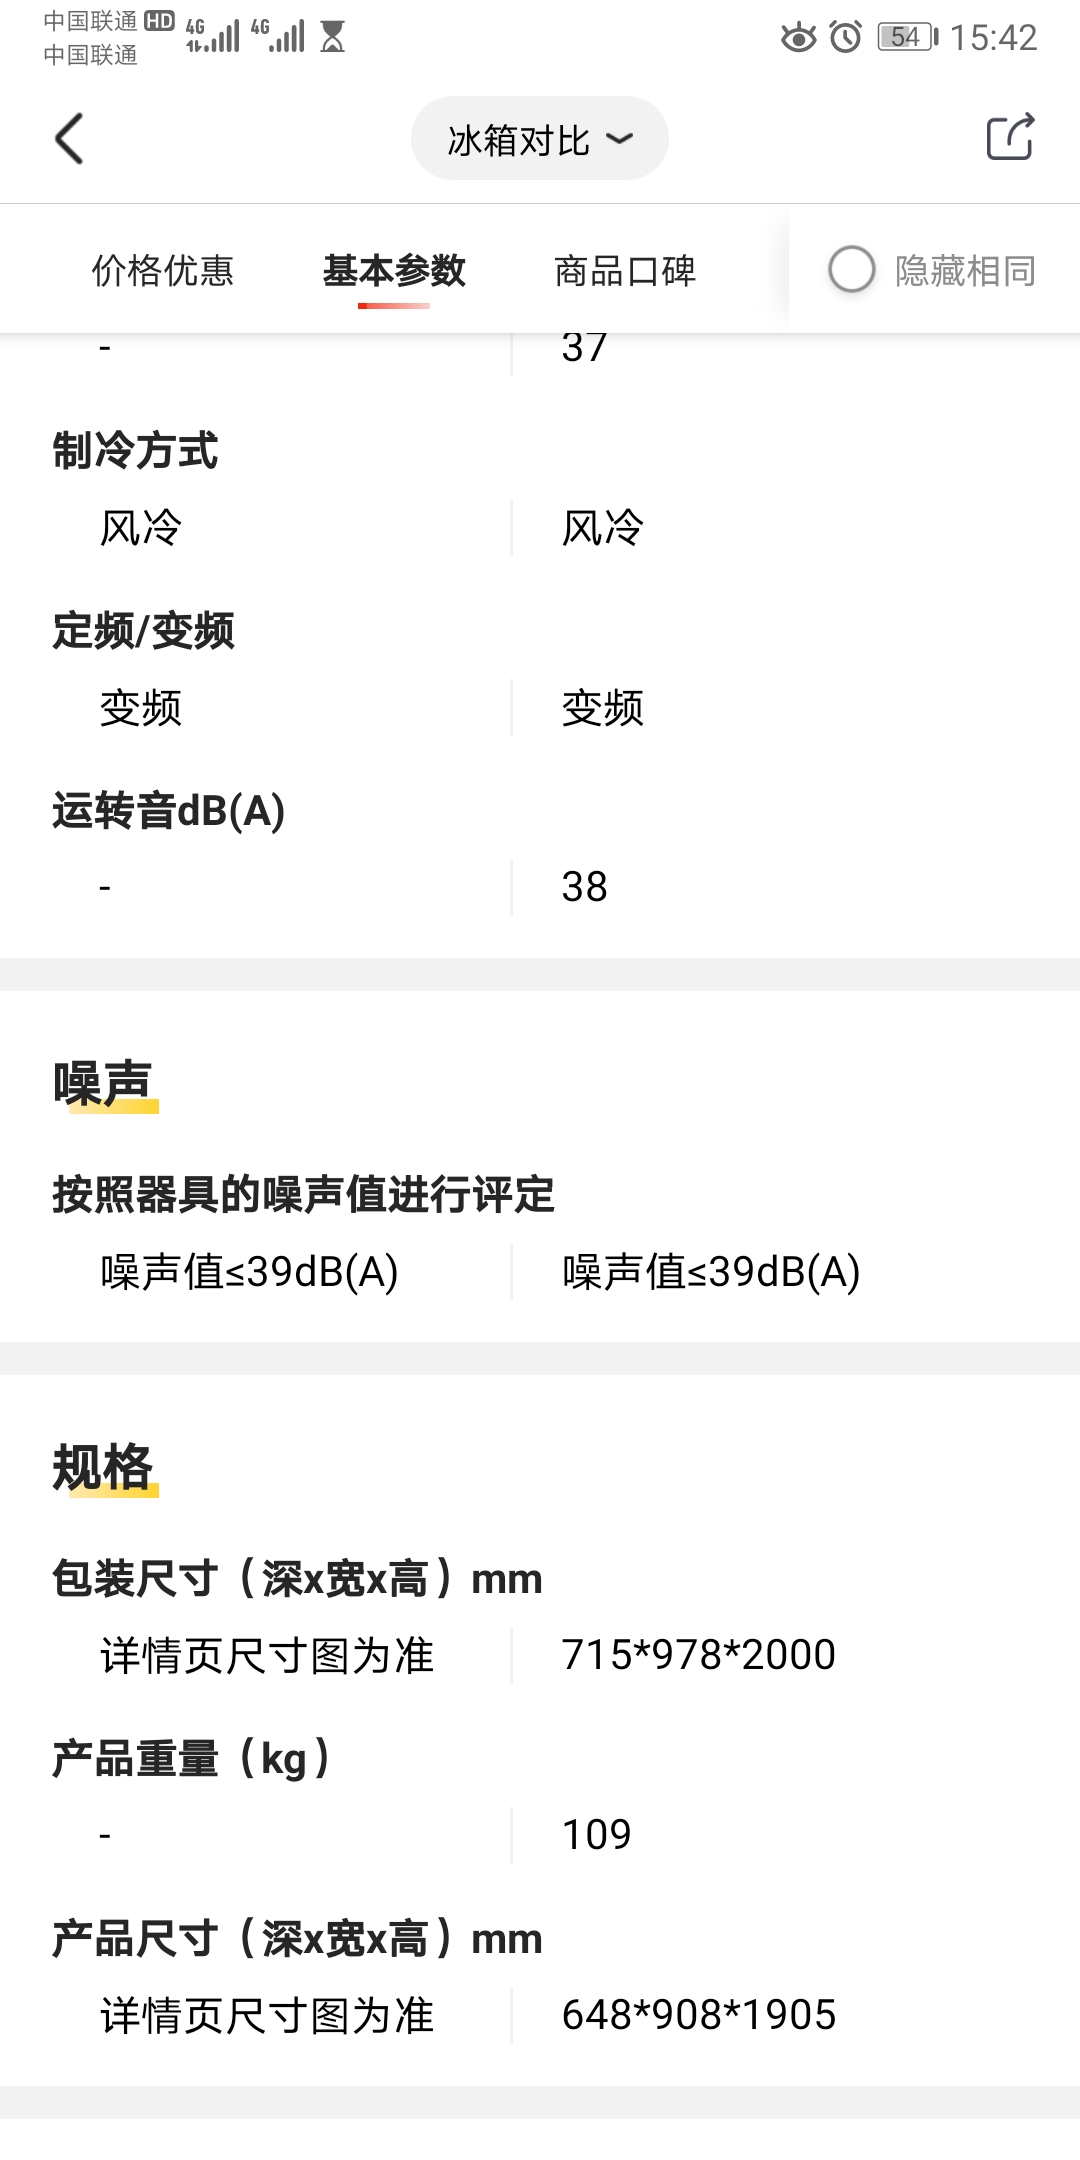 中国联通 HD 4G 4G 54 15:42
中国联通
冰箱对比
价格优惠 基本参数 商品口碑 隐藏相同
- 37
制冷方式
风冷 风冷
定频/变频
变频 变频
运转音dB(A)
- 38
噪声
按照器具的噪声值进行评定
噪声值≤39dB(A) 噪声值≤39dB(A)
规格
包装尺寸（深x宽x高）mm
详情页尺寸图为准 715*978*2000
产品重量（kg）
- 109
产品尺寸（深x宽x高）mm
详情页尺寸图为准 648*908*1905